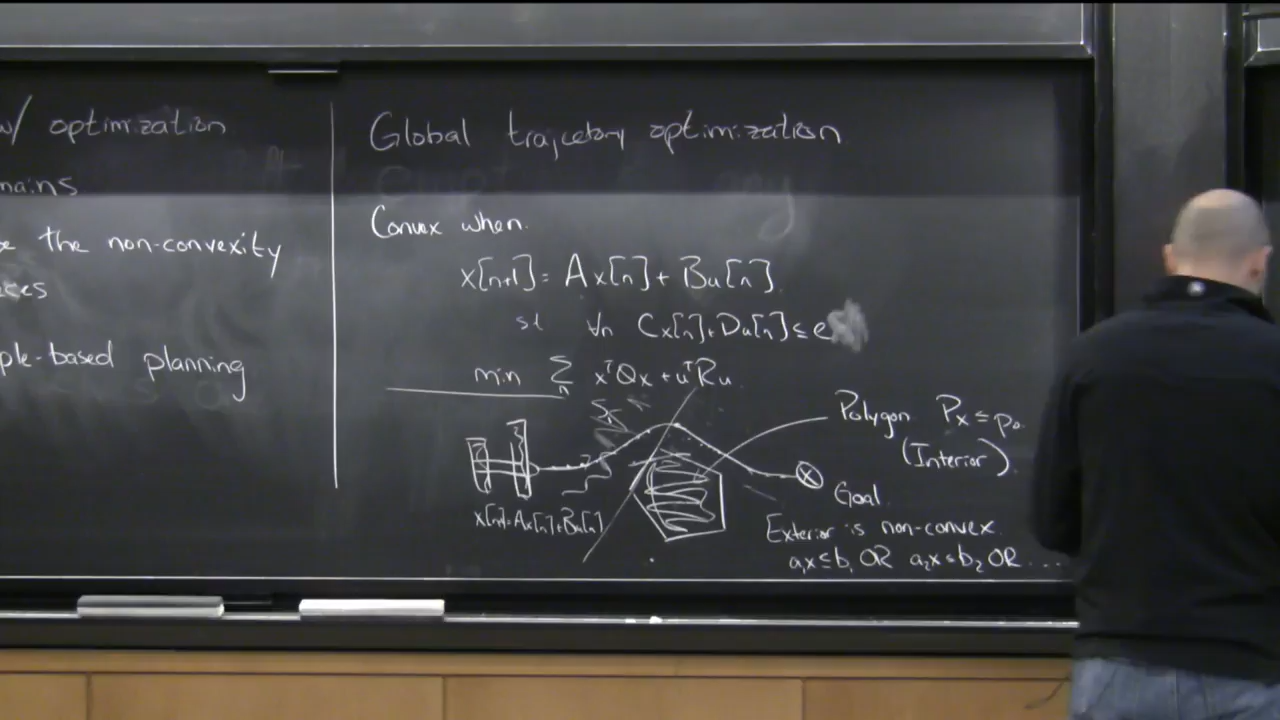 w/ optimization
mains
the non-convexity
ple-based planning
Global trajectory optimization
Convex when.
x[n+1] = Ax[n] + Bu[n]
st ∀n Cx[n]+Du[n] ≤ e
min Σ xᵀQx + uᵀRu
n
Polygon Px ≤ p₀
(Interior).
Goal
x[n+1]=Ax[n]+Bu[n]
Exterior is non-convex.
a₁x ≤ b₁ OR a₂x ≤ b₂ OR ...